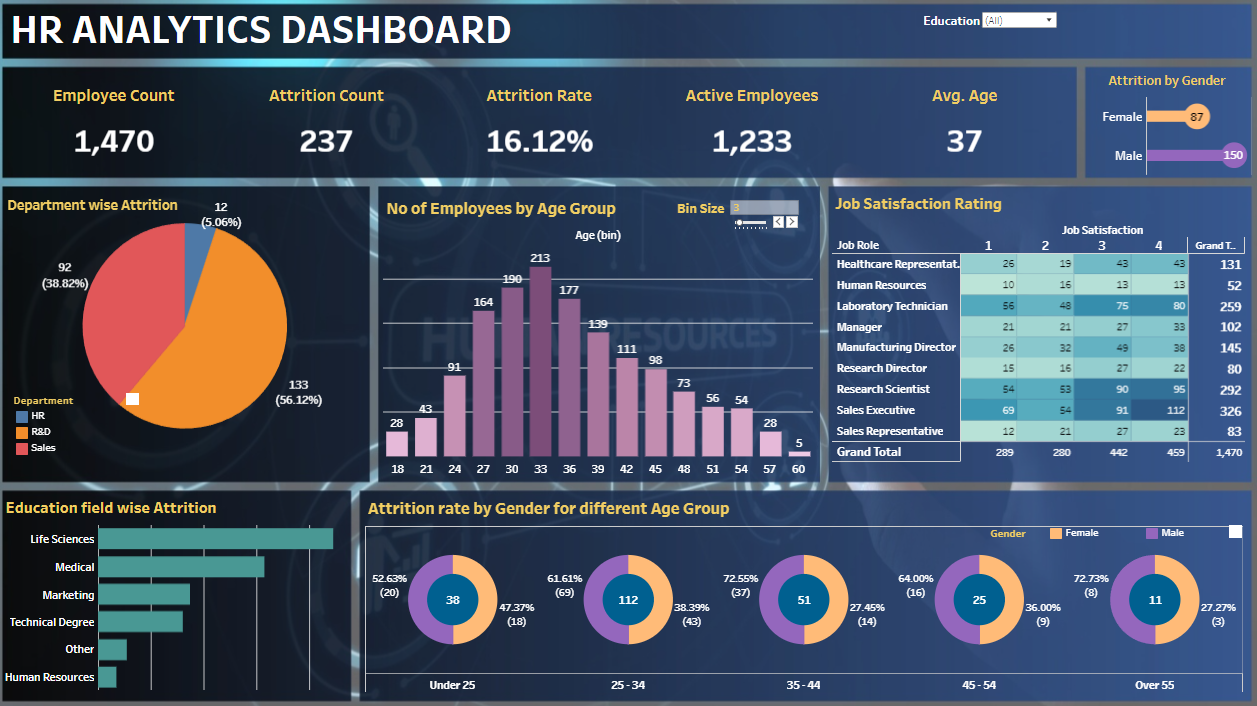 HR ANALYTICS DASHBOARD
Education (All)
Employee Count
1,470
Attrition Count
237
Attrition Rate
16.12%
Active Employees
1,233
Avg. Age
37
Attrition by Gender
Female 87
Male 150
Department wise Attrition
12
(5.06%)
92
(38.82%)
133
(56.12%)
Department
HR
R&D
Sales
No of Employees by Age Group
Bin Size 3
Age (bin)
28 43 91 164 190 213 177 139 111 98 73 56 54 28 5
18 21 24 27 30 33 36 39 42 45 48 51 54 57 60
HUMAN RESOURCES
Job Satisfaction Rating
Job Satisfaction
Job Role 1 2 3 4 Grand T..
Healthcare Representat.. 26 19 43 43 131
Human Resources 10 16 13 13 52
Laboratory Technician 56 48 75 80 259
Manager 21 21 27 33 102
Manufacturing Director 26 32 49 38 145
Research Director 15 16 27 22 80
Research Scientist 54 53 90 95 292
Sales Executive 69 54 91 112 326
Sales Representative 12 21 27 23 83
Grand Total 289 280 442 459 1,470
Education field wise Attrition
Life Sciences
Medical
Marketing
Technical Degree
Other
Human Resources
Attrition rate by Gender for different Age Group
Gender Female Male
52.63%
(20)
38
47.37%
(18)
61.61%
(69)
112
38.39%
(43)
72.55%
(37)
51
27.45%
(14)
64.00%
(16)
25
36.00%
(9)
72.73%
(8)
11
27.27%
(3)
Under 25 25 - 34 35 - 44 45 - 54 Over 55